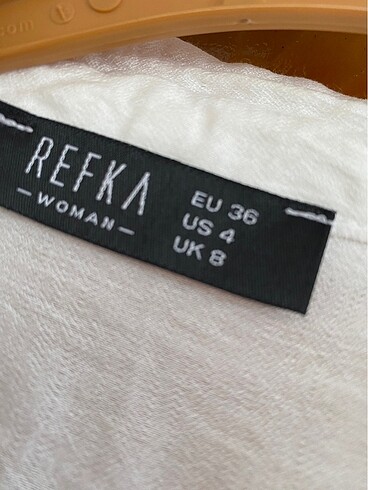 REFKA
— WOMAN —
EU 36
US 4
UK 8